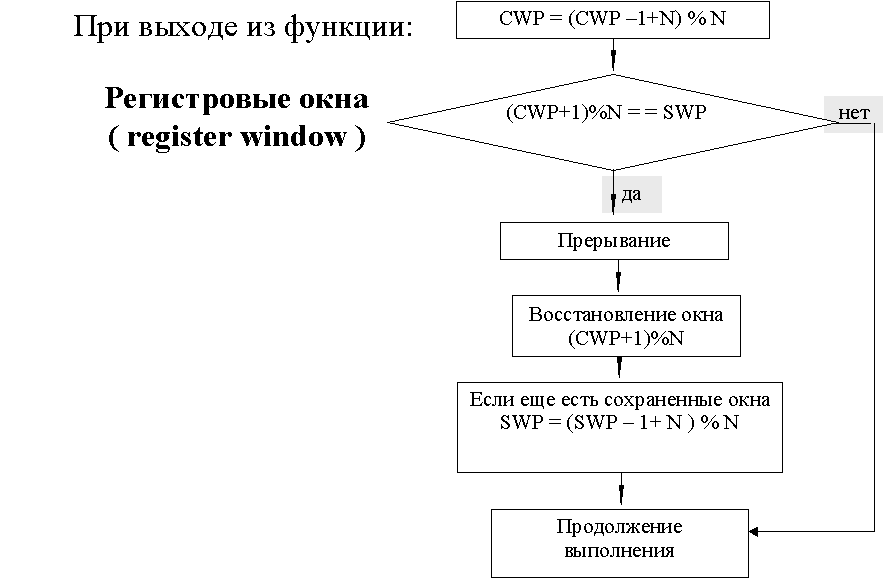 При выходе из функции:
CWP = (CWP –1+N) % N
Регистровые окна
( register window )
(CWP+1)%N = = SWP
нет
да
Прерывание
Восстановление окна
(CWP+1)%N
Если еще есть сохраненные окна
SWP = (SWP – 1+ N ) % N
Продолжение
выполнения